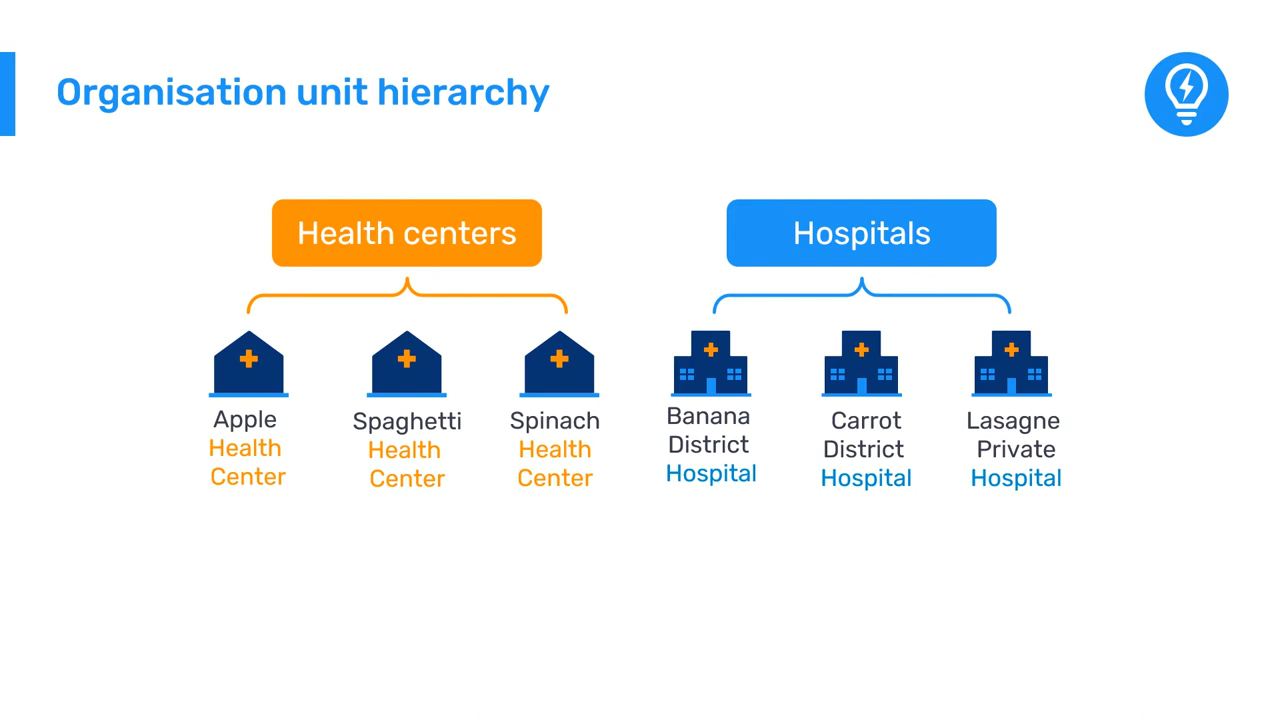 Organisation unit hierarchy
Health centers
Hospitals
Apple
Health
Center
Spaghetti
Health
Center
Spinach
Health
Center
Banana
District
Hospital
Carrot
District
Hospital
Lasagne
Private
Hospital